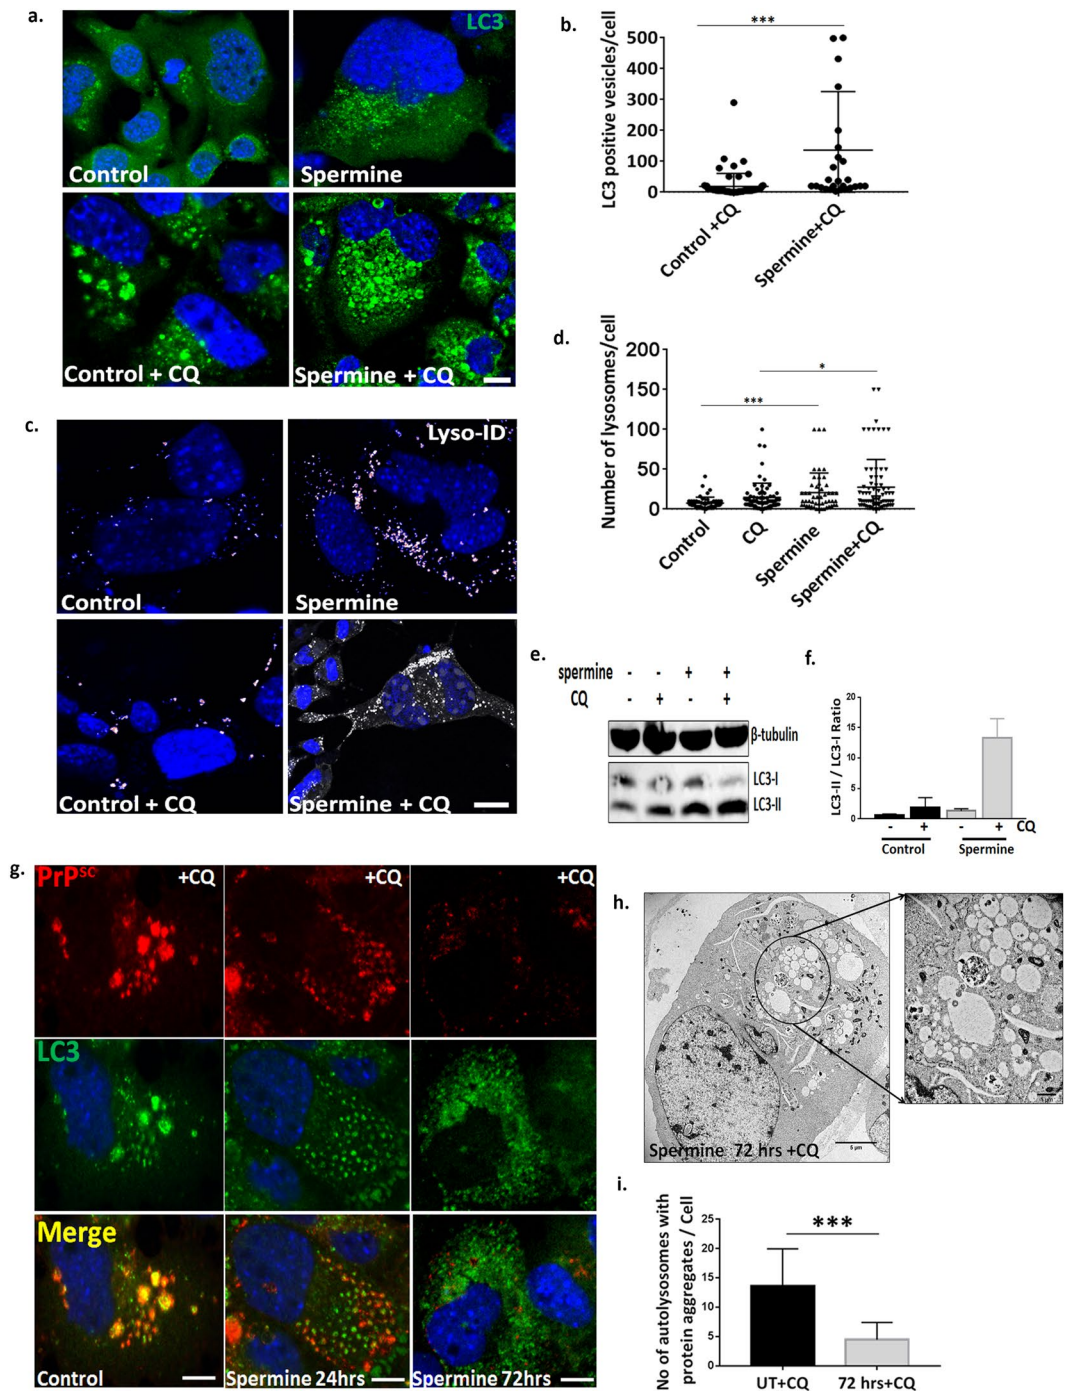 a.
LC3
Control
Spermine
Control + CQ
Spermine + CQ
b.
LC3 positive vesicles/cell
***
500
400
300
200
100
0
Control +CQ
Spermine+CQ
c.
Lyso-ID
Control
Spermine
Control + CQ
Spermine + CQ
d.
Number of lysosomes/cell
200
150
100
50
0
*
***
Control
CQ
Spermine
Spermine+CQ
e.
spermine - - + +
CQ - + - +
β-tubulin
LC3-I
LC3-II
f.
LC3-II / LC3-I Ratio
20
15
10
5
0
- + - + CQ
Control Spermine
g.
PrPSC +CQ +CQ +CQ
LC3
Merge
Control Spermine 24hrs Spermine 72hrs
h.
Spermine 72 hrs +CQ
5 µm
i.
No of autolysosomes with
protein aggregates / Cell
25
20
15
10
5
0
***
UT+CQ 72 hrs+CQ